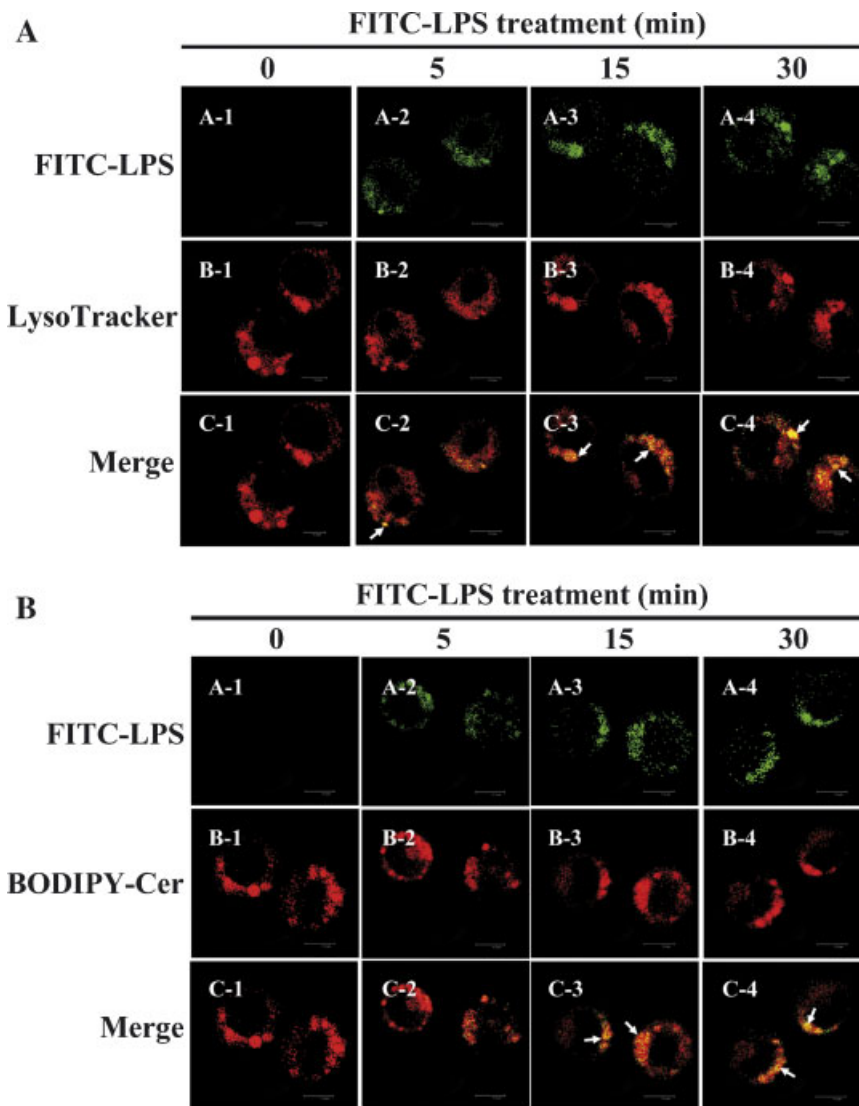 A
FITC-LPS treatment (min)
0 5 15 30
FITC-LPS
A-1 A-2 A-3 A-4
LysoTracker
B-1 B-2 B-3 B-4
Merge
C-1 C-2 C-3 C-4
B
FITC-LPS treatment (min)
0 5 15 30
FITC-LPS
A-1 A-2 A-3 A-4
BODIPY-Cer
B-1 B-2 B-3 B-4
Merge
C-1 C-2 C-3 C-4